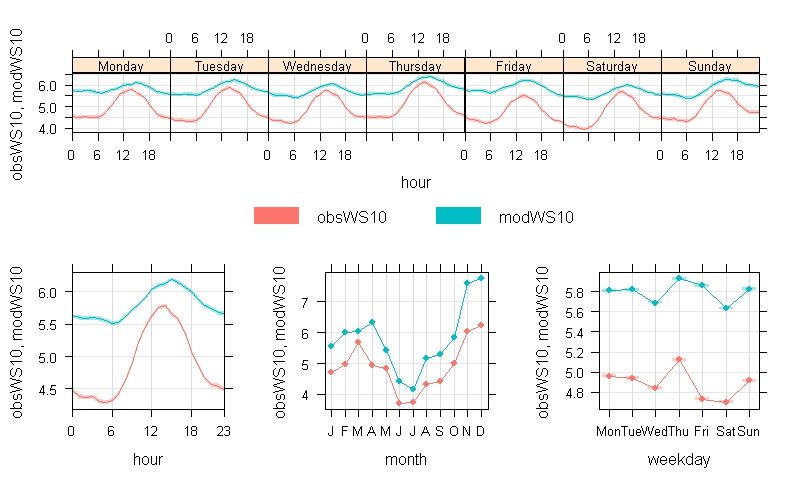 0 6 12 18 0 6 12 18 0 6 12 18
Monday Tuesday Wednesday Thursday Friday Saturday Sunday
obsWS10, modWS10
6.0
5.0
4.0
0 6 12 18 0 6 12 18 0 6 12 18 0 6 12 18
hour
obsWS10 modWS10
obsWS10, modWS10
6.0
5.5
5.0
4.5
0 6 12 18 23
hour
obsWS10, modWS10
7
6
5
4
J F M A M J J A S O N D
month
obsWS10, modWS10
5.8
5.6
5.4
5.2
5.0
4.8
Mon Tue Wed Thu Fri Sat Sun
weekday